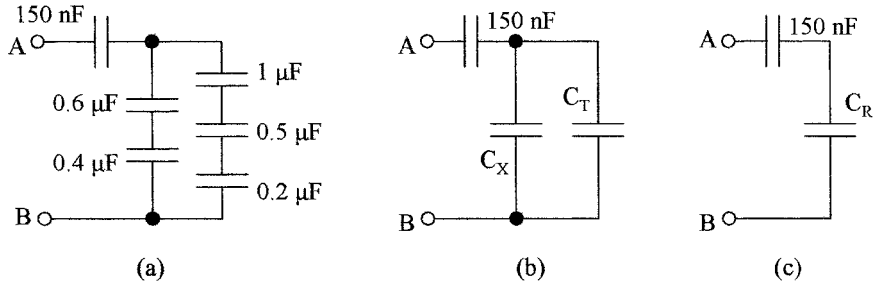 150 nF
A
0.6 µF
0.4 µF
1 µF
0.5 µF
0.2 µF
B
(a)
A
150 nF
C_T
C_X
B
(b)
A
150 nF
C_R
B
(c)